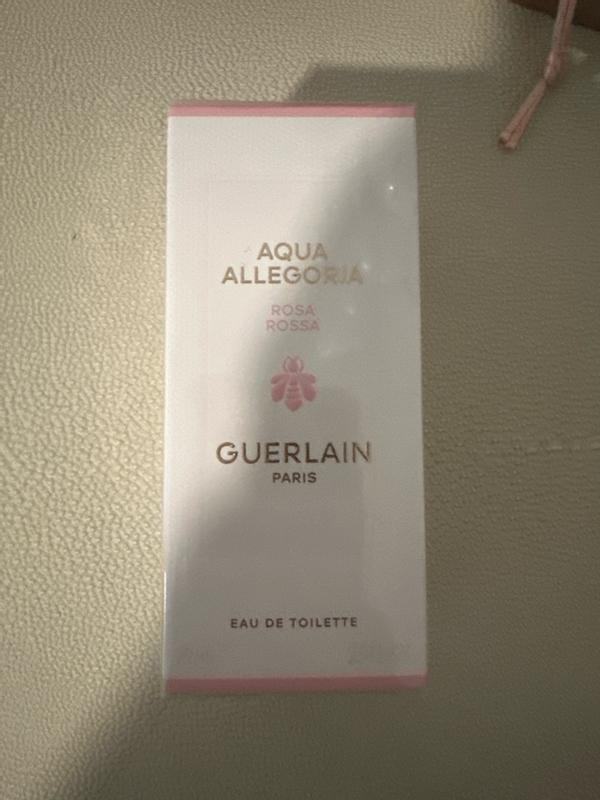 AQUA
ALLEGORIA
ROSA
ROSSA
GUERLAIN
PARIS
EAU DE TOILETTE